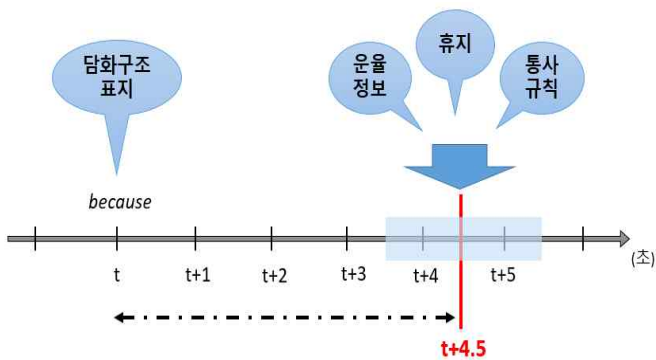 담화구조
표지
운율
정보
휴지
통사
규칙
because
t
t+1
t+2
t+3
t+4
t+5
(초)
t+4.5